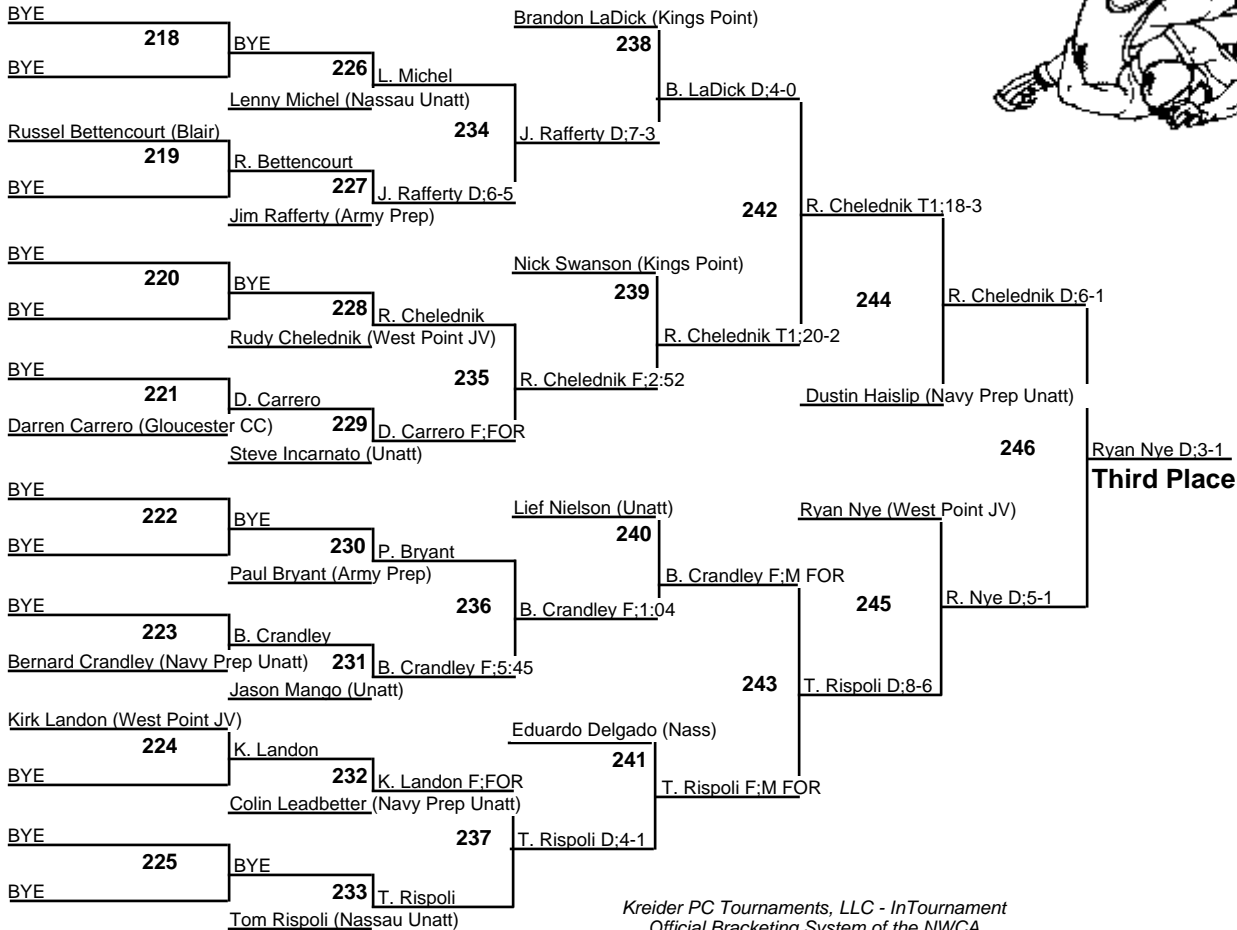 BYE
Brandon LaDick (Kings Point)
218
BYE
238
BYE
226
L. Michel
B. LaDick D;4-0
Lenny Michel (Nassau Unatt)
Russel Bettencourt (Blair)
234
J. Rafferty D;7-3
219
R. Bettencourt
BYE
227
J. Rafferty D;6-5
Jim Rafferty (Army Prep)
242
R. Chelednik T1;18-3
BYE
Nick Swanson (Kings Point)
220
BYE
239
244
R. Chelednik D;6-1
BYE
228
R. Chelednik
Rudy Chelednik (West Point JV)
R. Chelednik T1;20-2
BYE
235
R. Chelednik F;2:52
221
D. Carrero
Dustin Haislip (Navy Prep Unatt)
Darren Carrero (Gloucester CC)
229
D. Carrero F;FOR
Steve Incarnato (Unatt)
246
Ryan Nye D;3-1
Third Place
BYE
Lief Nielson (Unatt)
Ryan Nye (West Point JV)
222
BYE
240
BYE
230
P. Bryant
Paul Bryant (Army Prep)
B. Crandley F;M FOR
BYE
236
B. Crandley F;1:04
245
R. Nye D;5-1
223
B. Crandley
Bernard Crandley (Navy Prep Unatt)
231
B. Crandley F;5:45
Jason Mango (Unatt)
243
T. Rispoli D;8-6
Kirk Landon (West Point JV)
Eduardo Delgado (Nass)
224
K. Landon
241
BYE
232
K. Landon F;FOR
T. Rispoli F;M FOR
Colin Leadbetter (Navy Prep Unatt)
BYE
237
T. Rispoli D;4-1
225
BYE
BYE
233
T. Rispoli
Tom Rispoli (Nassau Unatt)
Kreider PC Tournaments, LLC - InTournament
Official Bracketing System of the NWCA